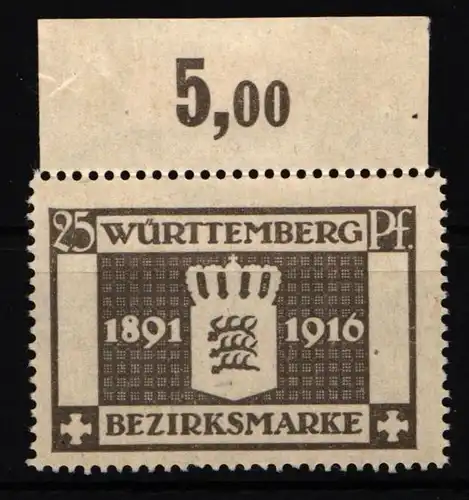 5,00
25 WÜRTTEMBERG Pf.
1891 1916
BEZIRKSMARKE